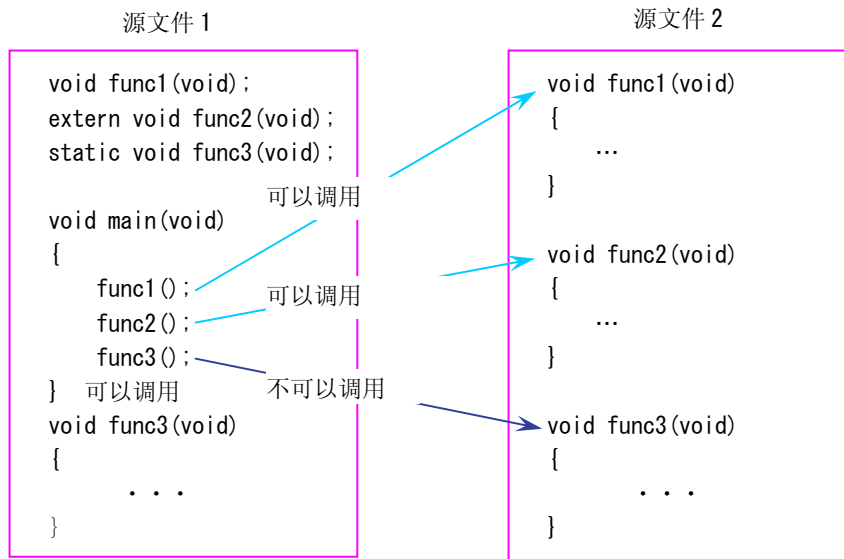 源文件 1
void func1(void);
extern void func2(void);
static void func3(void);
void main(void)
{
func1();
func2();
func3();
} 可以调用
void func3(void)
{
...
}
可以调用
可以调用
不可以调用
源文件 2
void func1(void)
{
…
}
void func2(void)
{
…
}
void func3(void)
{
...
}